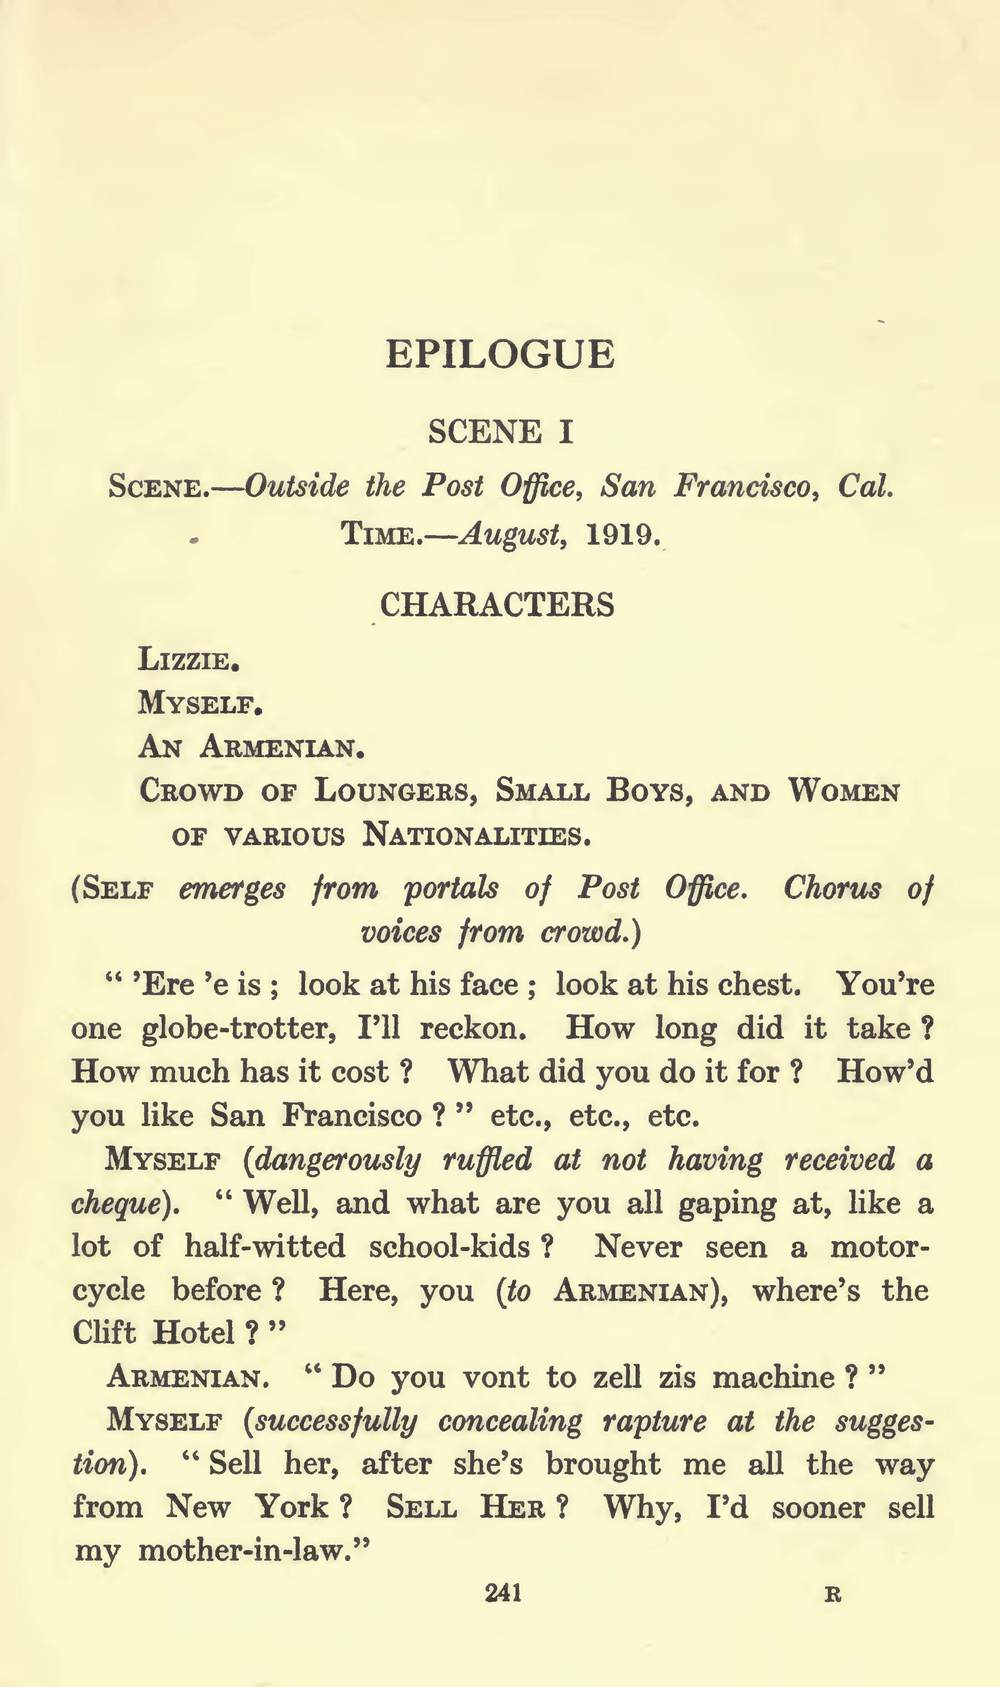 EPILOGUE
SCENE I
SCENE.—Outside the Post Office, San Francisco, Cal.
TIME.—August, 1919.
CHARACTERS
LIZZIE.
MYSELF.
AN ARMENIAN.
CROWD OF LOUNGERS, SMALL BOYS, AND WOMEN
OF VARIOUS NATIONALITIES.
(SELF emerges from portals of Post Office. Chorus of
voices from crowd.)
“ ’Ere ’e is ; look at his face ; look at his chest. You’re
one globe-trotter, I’ll reckon. How long did it take ?
How much has it cost ? What did you do it for ? How’d
you like San Francisco ? ” etc., etc., etc.
MYSELF (dangerously ruffled at not having received a
cheque). “ Well, and what are you all gaping at, like a
lot of half-witted school-kids ? Never seen a motor-
cycle before ? Here, you (to ARMENIAN), where’s the
Clift Hotel ? ”
ARMENIAN. “ Do you vont to zell zis machine ? ”
MYSELF (successfully concealing rapture at the sugges-
tion). “ Sell her, after she’s brought me all the way
from New York ? SELL HER ? Why, I’d sooner sell
my mother-in-law.”
241 R